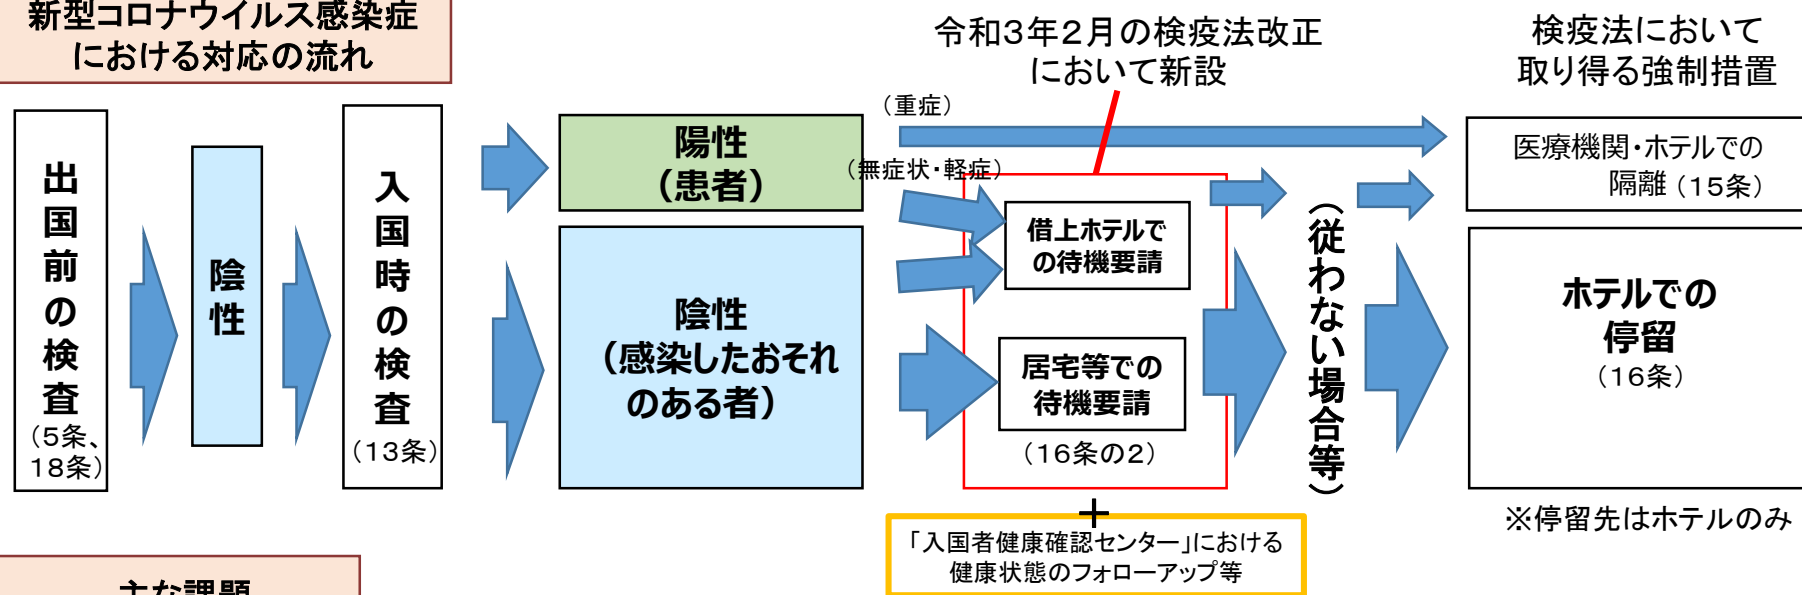 新型コロナウイルス感染症
における対応の流れ
令和3年2月の検疫法改正
において新設
検疫法において
取り得る強制措置
出国前の検査
（5条、
18条）
陰性
入国時の検査
（13条）
陽性
（患者）
陰性
（感染したおそれ
のある者）
（重症）
（無症状・軽症）
借上ホテルで
の待機要請
居宅等での
待機要請
（16条の2）
＋
「入国者健康確認センター」における
健康状態のフォローアップ等
（従わない場合等）
医療機関・ホテルでの
隔離（15条）
ホテルでの
停留
（16条）
※停留先はホテルのみ
主な課題